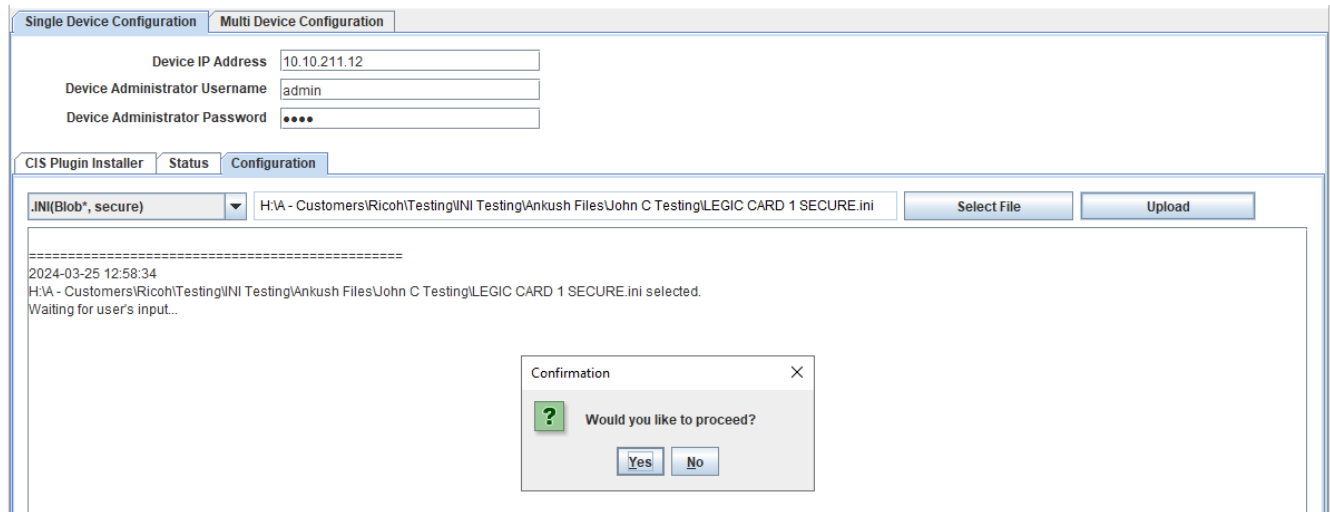 Single Device Configuration Multi Device Configuration
Device IP Address 10.10.211.12
Device Administrator Username admin
Device Administrator Password ••••
CIS Plugin Installer Status Configuration
.INI(Blob*, secure) H:\A - Customers\Ricoh\Testing\INI Testing\Ankush Files\John C Testing\LEGIC CARD 1 SECURE.ini Select File Upload
================================================
2024-03-25 12:58:34
H:\A - Customers\Ricoh\Testing\INI Testing\Ankush Files\John C Testing\LEGIC CARD 1 SECURE.ini selected.
Waiting for user's input...
Confirmation
? Would you like to proceed?
Yes No